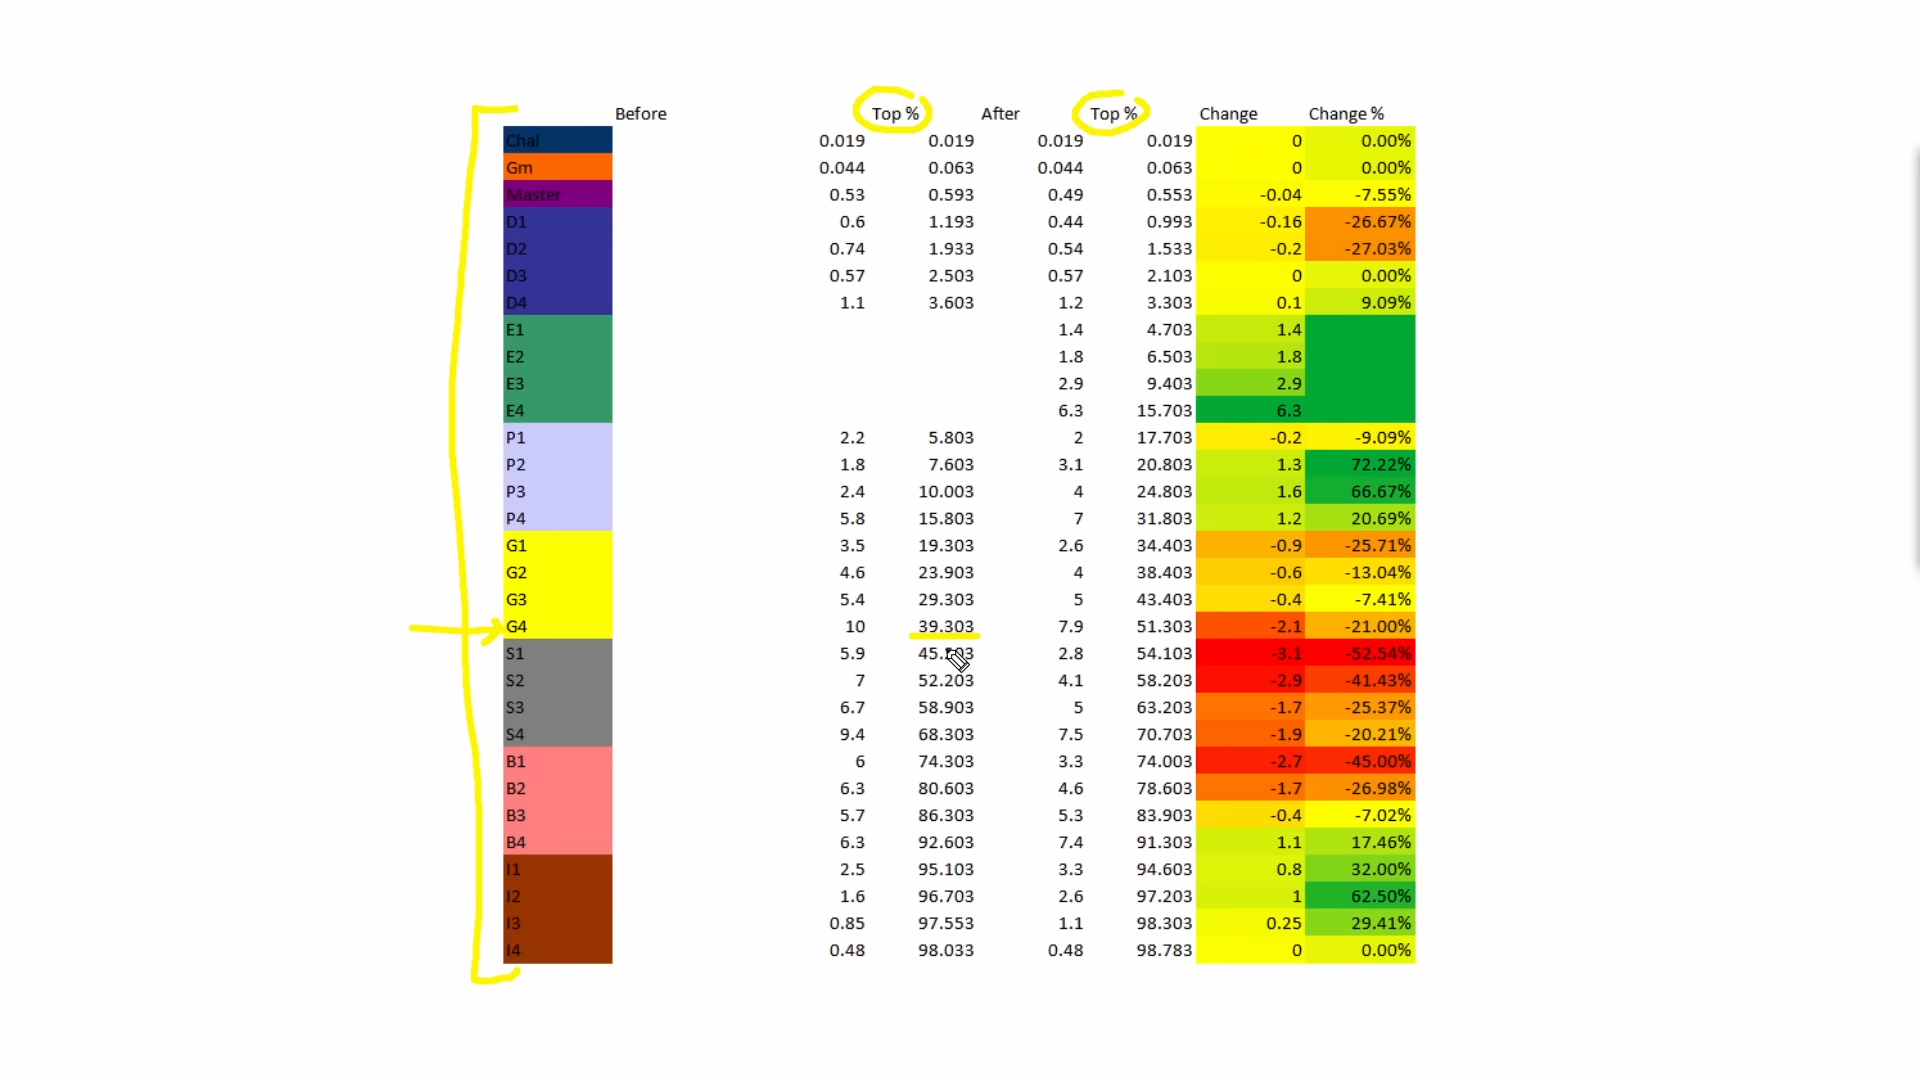 Before Top % After Top % Change Change %
Chal 0.019 0.019 0.019 0.019 0 0.00%
Gm 0.044 0.063 0.044 0.063 0 0.00%
Master 0.53 0.593 0.49 0.553 -0.04 -7.55%
D1 0.6 1.193 0.44 0.993 -0.16 -26.67%
D2 0.74 1.933 0.54 1.533 -0.2 -27.03%
D3 0.57 2.503 0.57 2.103 0 0.00%
D4 1.1 3.603 1.2 3.303 0.1 9.09%
E1 1.4 4.703 1.4
E2 1.8 6.503 1.8
E3 2.9 9.403 2.9
E4 6.3 15.703 6.3
P1 2.2 5.803 2 17.703 -0.2 -9.09%
P2 1.8 7.603 3.1 20.803 1.3 72.22%
P3 2.4 10.003 4 24.803 1.6 66.67%
P4 5.8 15.803 7 31.803 1.2 20.69%
G1 3.5 19.303 2.6 34.403 -0.9 -25.71%
G2 4.6 23.903 4 38.403 -0.6 -13.04%
G3 5.4 29.303 5 43.403 -0.4 -7.41%
G4 10 39.303 7.9 51.303 -2.1 -21.00%
S1 5.9 2.8 54.103 -3.1 -52.54%
S2 7 52.203 4.1 58.203 -2.9 -41.43%
S3 6.7 58.903 5 63.203 -1.7 -25.37%
S4 9.4 68.303 7.5 70.703 -1.9 -20.21%
B1 6 74.303 3.3 74.003 -2.7 -45.00%
B2 6.3 80.603 4.6 78.603 -1.7 -26.98%
B3 5.7 86.303 5.3 83.903 -0.4 -7.02%
B4 6.3 92.603 7.4 91.303 1.1 17.46%
I1 2.5 95.103 3.3 94.603 0.8 32.00%
I2 1.6 96.703 2.6 97.203 1 62.50%
I3 0.85 97.553 1.1 98.303 0.25 29.41%
I4 0.48 98.033 0.48 98.783 0 0.00%